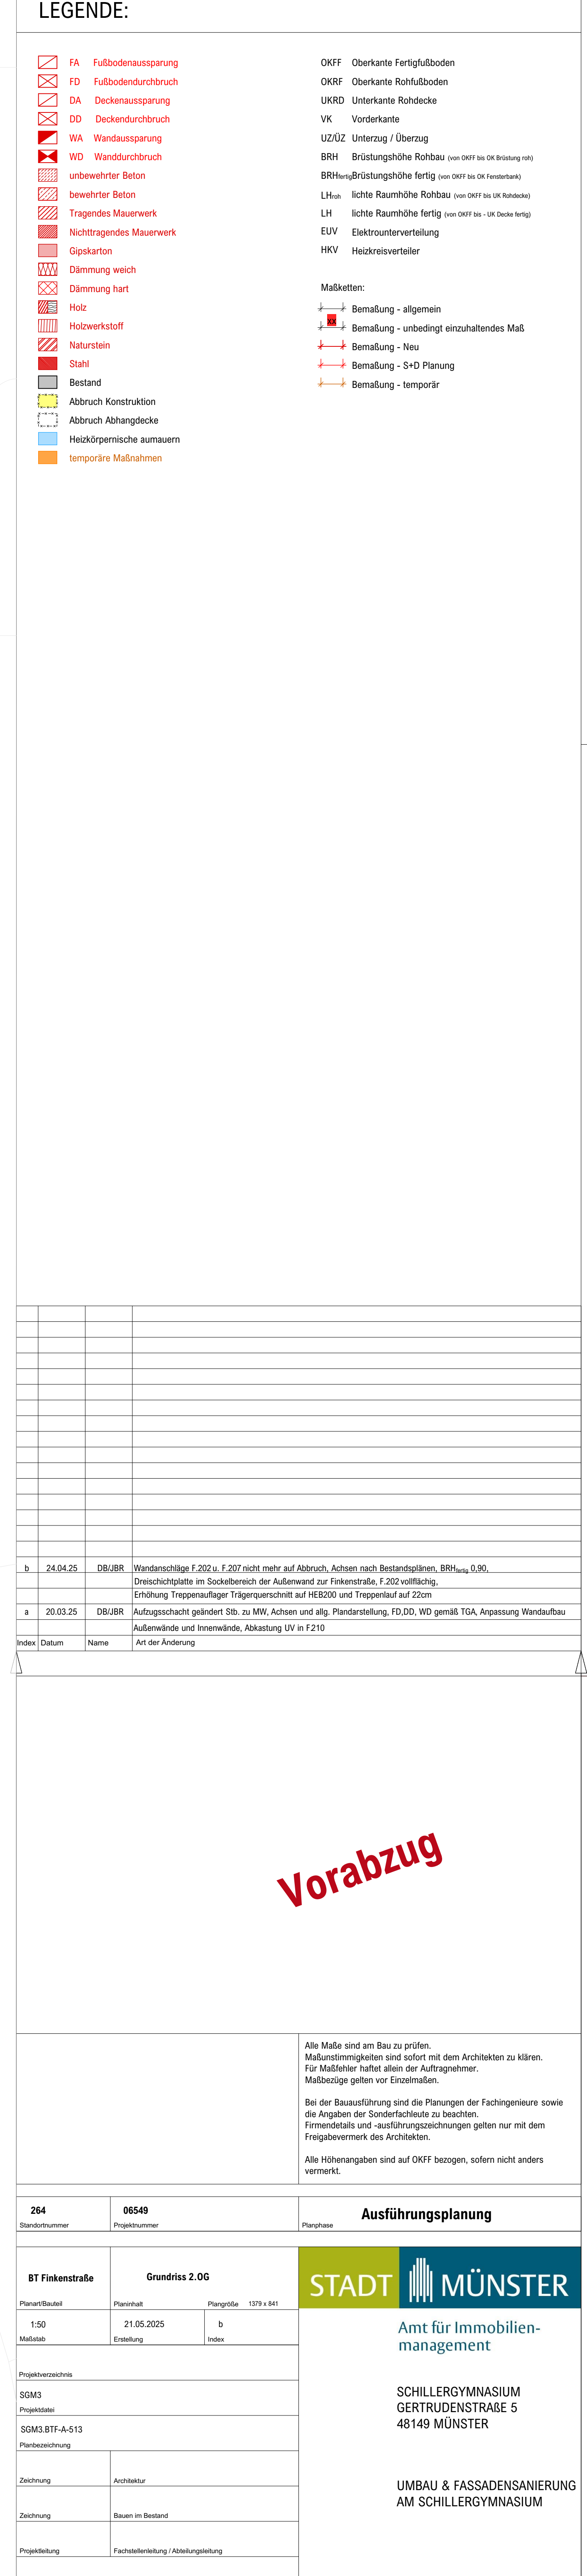 LEGENDE:
FA Fußbodenaussparung
FD Fußbodendurchbruch
DA Deckenaussparung
DD Deckendurchbruch
WA Wandaussparung
WD Wanddurchbruch
unbewehrter Beton
bewehrter Beton
Tragendes Mauerwerk
Nichttragendes Mauerwerk
Gipskarton
Dämmung weich
Dämmung hart
Holz
Holzwerkstoff
Naturstein
Stahl
Bestand
Abbruch Konstruktion
Abbruch Abhangdecke
Heizkörpernische aumauern
temporäre Maßnahmen
OKFF Oberkante Fertigfußboden
OKRF Oberkante Rohfußboden
UKRD Unterkante Rohdecke
VK Vorderkante
UZ/ÜZ Unterzug / Überzug
BRH Brüstungshöhe Rohbau (von OKFF bis OK Brüstung roh)
BRHfertig Brüstungshöhe fertig (von OKFF bis OK Fensterbank)
LHroh lichte Raumhöhe Rohbau (von OKFF bis UK Rohdecke)
LH lichte Raumhöhe fertig (von OKFF bis - UK Decke fertig)
EUV Elektrounterverteilung
HKV Heizkreisverteiler
Maßketten:
Bemaßung - allgemein
xx Bemaßung - unbedingt einzuhaltendes Maß
Bemaßung - Neu
Bemaßung - S+D Planung
Bemaßung - temporär
b 24.04.25 DB/JBR Wandanschläge F.202 u. F.207 nicht mehr auf Abbruch, Achsen nach Bestandsplänen, BRHfertig 0,90,
Dreischichtplatte im Sockelbereich der Außenwand zur Finkenstraße, F.202 vollflächig,
Erhöhung Treppenauflager Trägerquerschnitt auf HEB200 und Treppenlauf auf 22cm
a 20.03.25 DB/JBR Aufzugsschacht geändert Stb. zu MW, Achsen und allg. Plandarstellung, FD,DD, WD gemäß TGA, Anpassung Wandaufbau
Außenwände und Innenwände, Abkastung UV in F.210
Index Datum Name Art der Änderung
Vorabzug
Alle Maße sind am Bau zu prüfen.
Maßunstimmigkeiten sind sofort mit dem Architekten zu klären.
Für Maßfehler haftet allein der Auftragnehmer.
Maßbezüge gelten vor Einzelmaßen.
Bei der Bauausführung sind die Planungen der Fachingenieure sowie
die Angaben der Sonderfachleute zu beachten.
Firmendetails und -ausführungszeichnungen gelten nur mit dem
Freigabevermerk des Architekten.
Alle Höhenangaben sind auf OKFF bezogen, sofern nicht anders
vermerkt.
264 06549 Ausführungsplanung
Standortnummer Projektnummer Planphase
BT Finkenstraße Grundriss 2.OG
Planart/Bauteil Planinhalt Plangröße 1379 x 841
1:50 21.05.2025 b
Maßstab Erstellung Index
Projektverzeichnis
SGM3
Projektdatei
SGM3.BTF-A-513
Planbezeichnung
Zeichnung Architektur
Zeichnung Bauen im Bestand
Projektleitung Fachstellenleitung / Abteilungsleitung
STADT MÜNSTER
Amt für Immobilien-
management
SCHILLERGYMNASIUM
GERTRUDENSTRAßE 5
48149 MÜNSTER
UMBAU & FASSADENSANIERUNG
AM SCHILLERGYMNASIUM